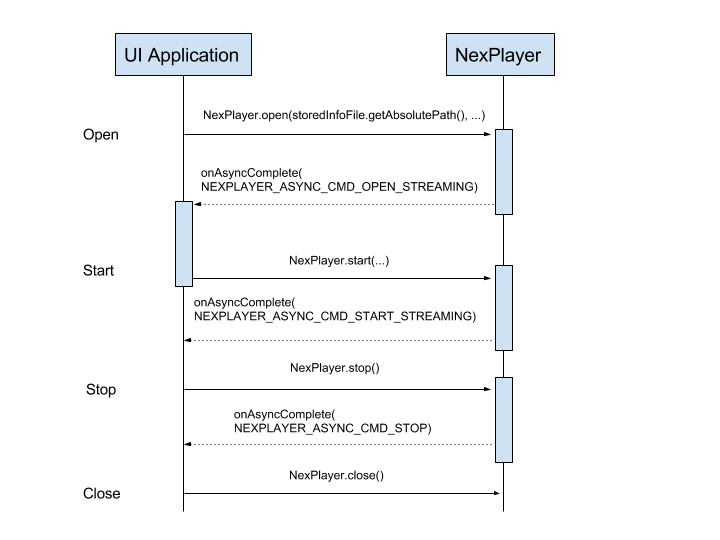 UI Application
NexPlayer
NexPlayer.open(storedInfoFile.getAbsolutePath(), ...)
Open
onAsyncComplete(
NEXPLAYER_ASYNC_CMD_OPEN_STREAMING)
NexPlayer.start(...)
Start
onAsyncComplete(
NEXPLAYER_ASYNC_CMD_START_STREAMING)
NexPlayer.stop()
Stop
onAsyncComplete(
NEXPLAYER_ASYNC_CMD_STOP)
NexPlayer.close()
Close